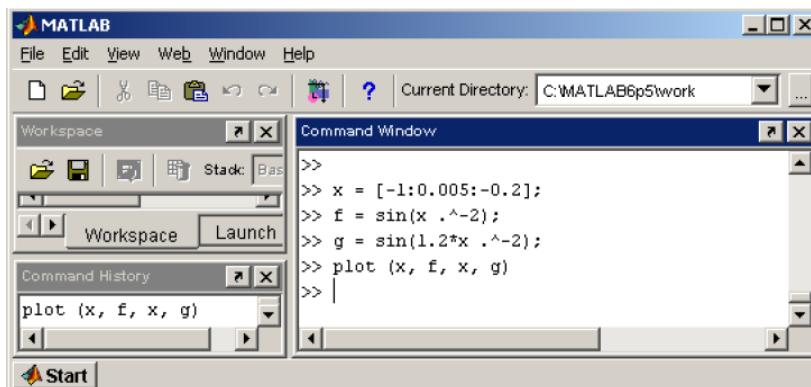 MATLAB
File Edit View Web Window Help
? Current Directory: C:\MATLAB6p5\work ...
Workspace
Stack: Bas
Workspace Launch
Command History
plot (x, f, x, g)
Command Window
>>
>> x = [-1:0.005:-0.2];
>> f = sin(x .^-2);
>> g = sin(1.2*x .^-2);
>> plot (x, f, x, g)
>>
Start